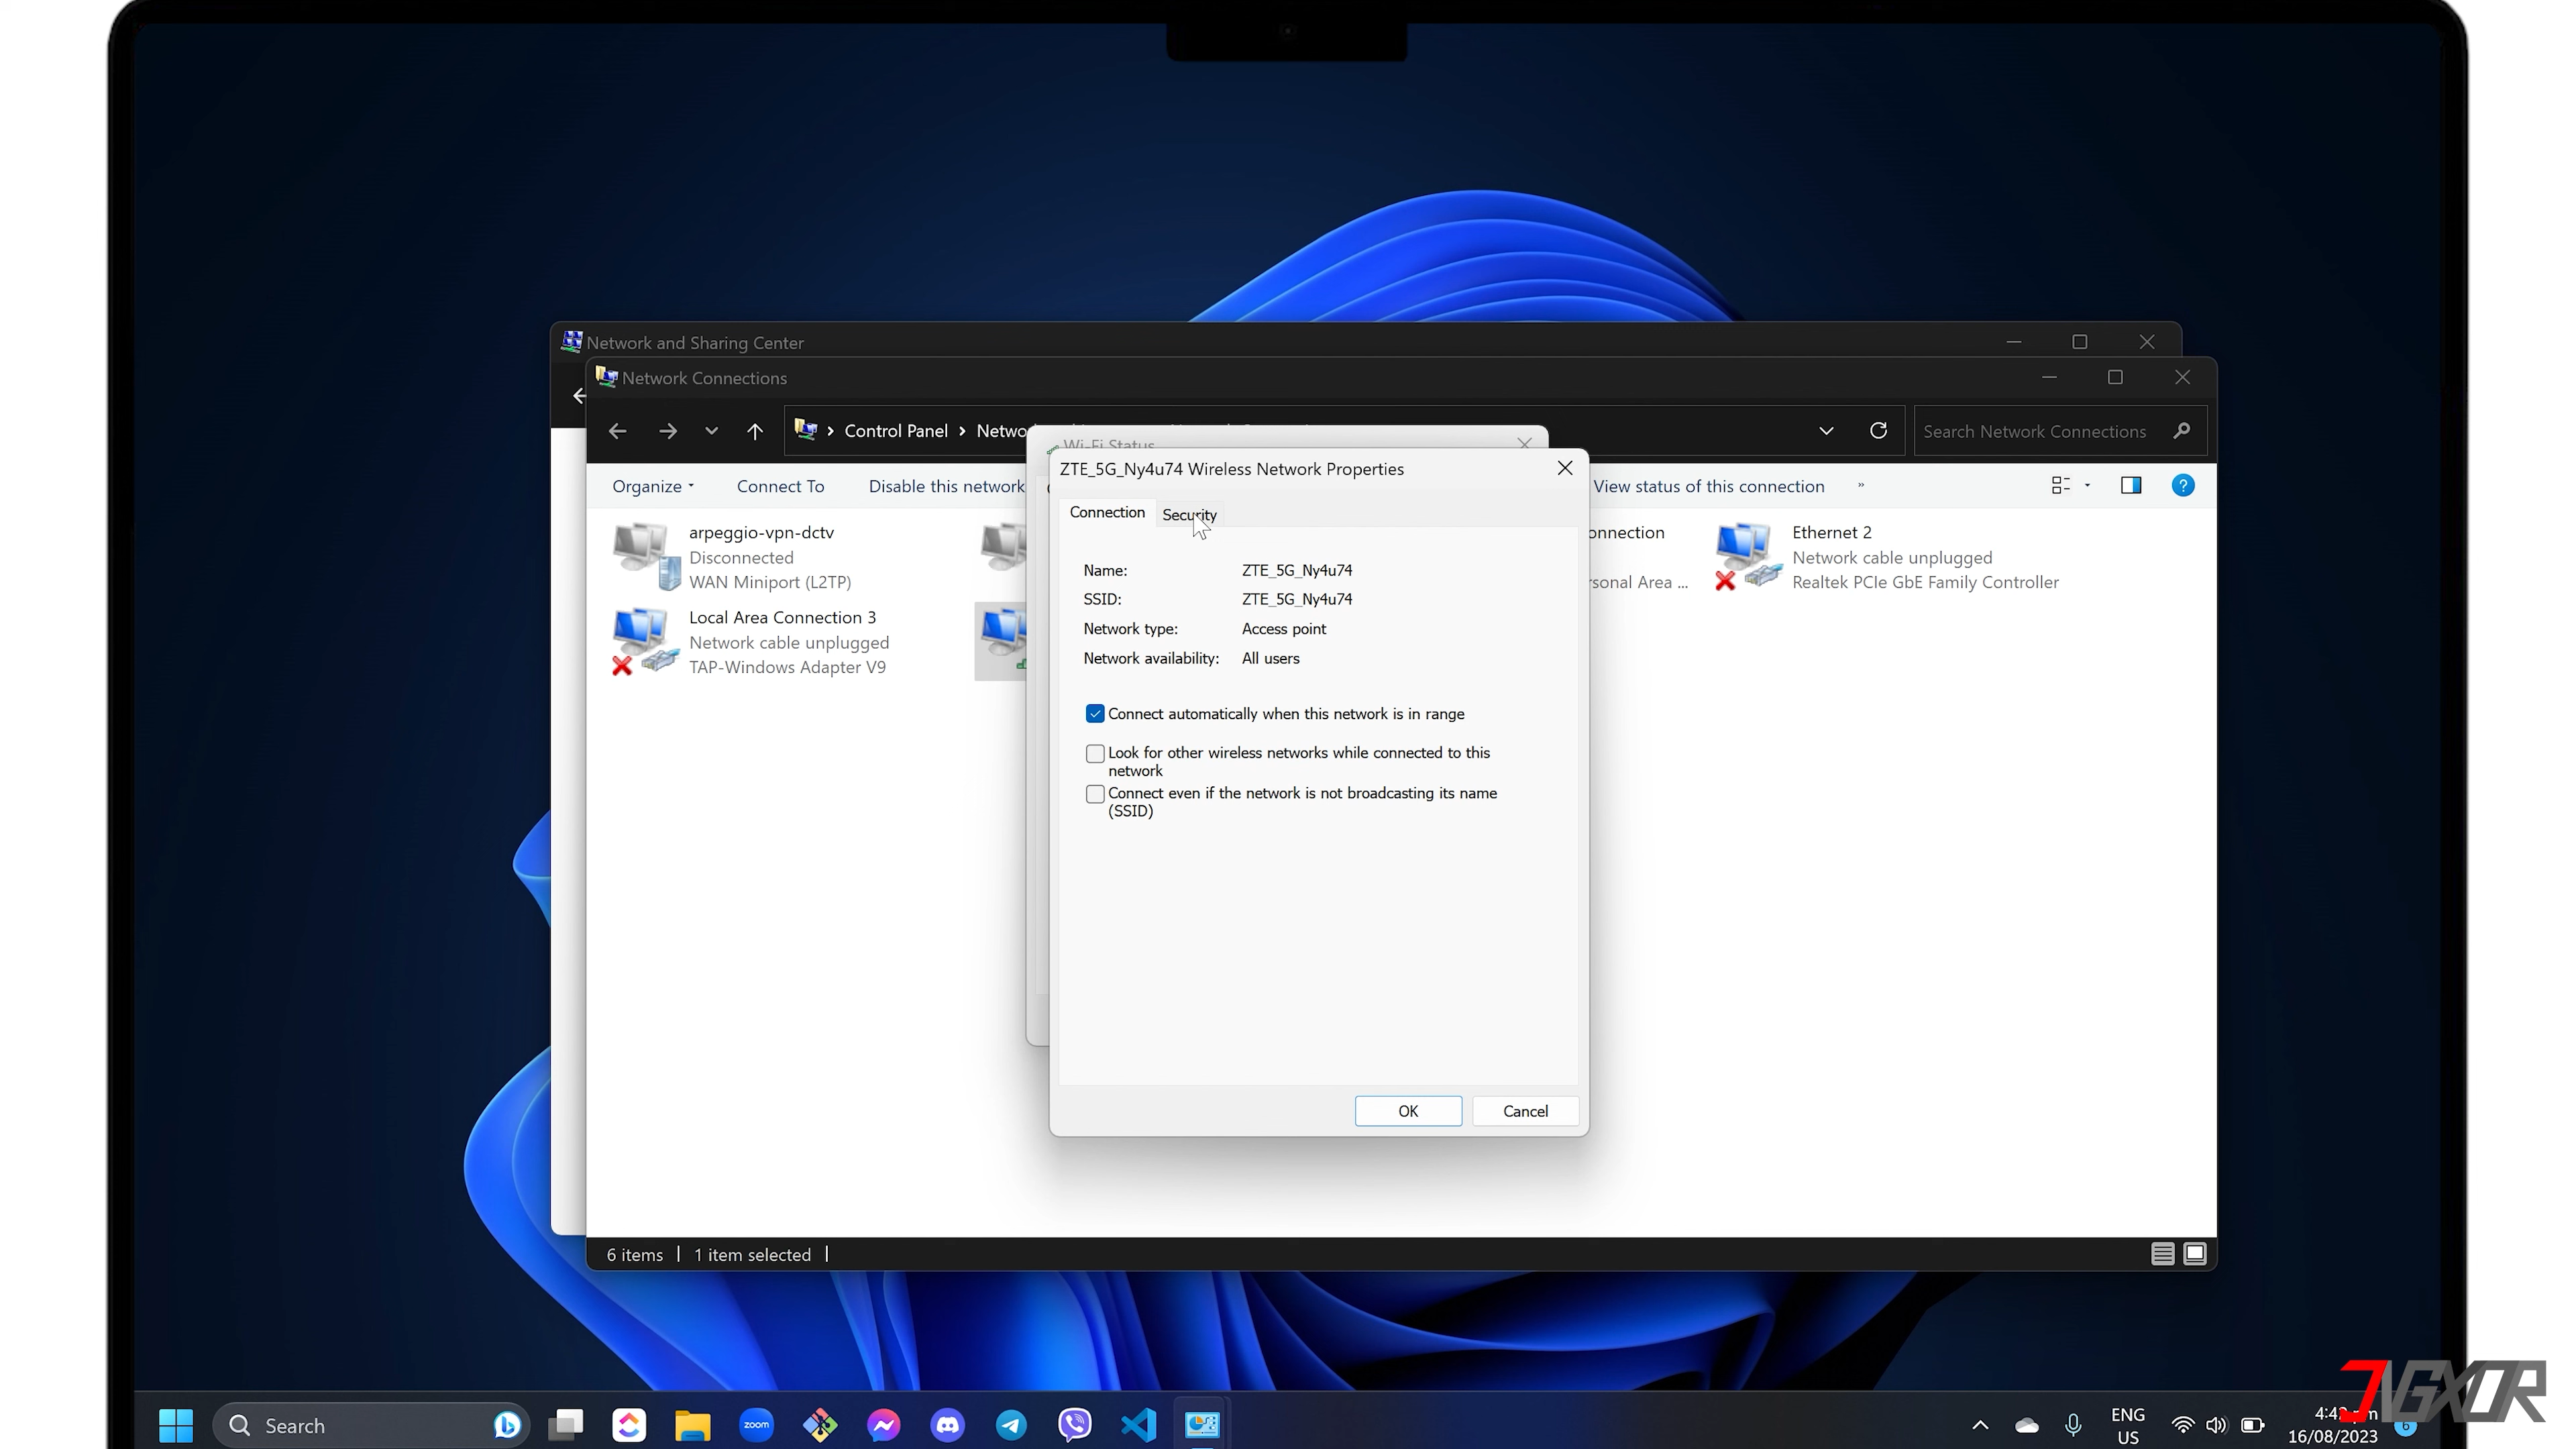 Network and Sharing Center
Network Connections
Control Panel
Search Network Connections
Wi-Fi Status
ZTE_5G_Ny4u74 Wireless Network Properties
Organize
Connect To
Disable this network
View status of this connection
»
?
Connection
Security
arpeggio-vpn-dctv
Disconnected
WAN Miniport (L2TP)
Local Area Connection 3
Network cable unplugged
TAP-Windows Adapter V9
Name: ZTE_5G_Ny4u74
SSID: ZTE_5G_Ny4u74
Network type: Access point
Network availability: All users
Connect automatically when this network is in range
Look for other wireless networks while connected to this
network
Connect even if the network is not broadcasting its name
(SSID)
OK
Cancel
Ethernet 2
Network cable unplugged
Realtek PCIe GbE Family Controller
6 items
1 item selected
Search
zoom
ENG
US
16/08/2023
6